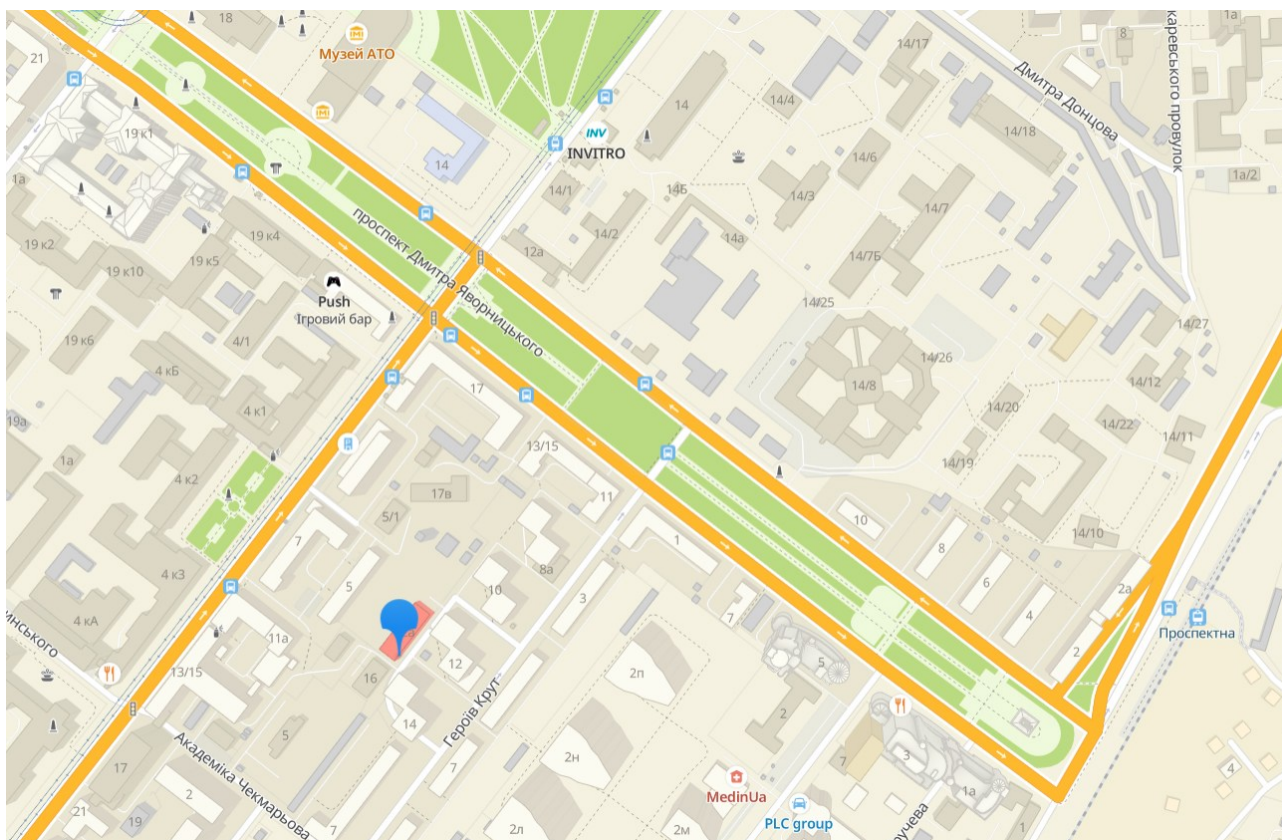 18
Музей АТО
21
14/17
8
1а
каревського провулок
Дмитра Донцова
14
14/4
14/18
19 к1
INV
INVITRO
14
14/6
1а/2
1а
14/1
14Б
14/3
14/7
19 к2
19 к4
12а
14/2
14а
14/7Б
19 к10
19 к5
проспект Дмитра Яворницького
Push
Ігровий бар
14/25
14/27
19 к6
4/1
14/26
4 кБ
17
14/8
14/12
4 к1
14/20
19а
14/22
14/11
1а
13/15
14/19
4 к2
17в
11
5/1
10
14/10
7
1
8
4 к3
5
8а
6
2а
10
3
7
4
Проспектна
4 кА
инського
11а
12
5
2
13/15
16
2п
14
2
Героїв Крут
5
2н
3
7
17
Академіка Чекмарьова
7
4
2
MedinUa
1а
21
19
7
2л
2м
PLC group
учева
1